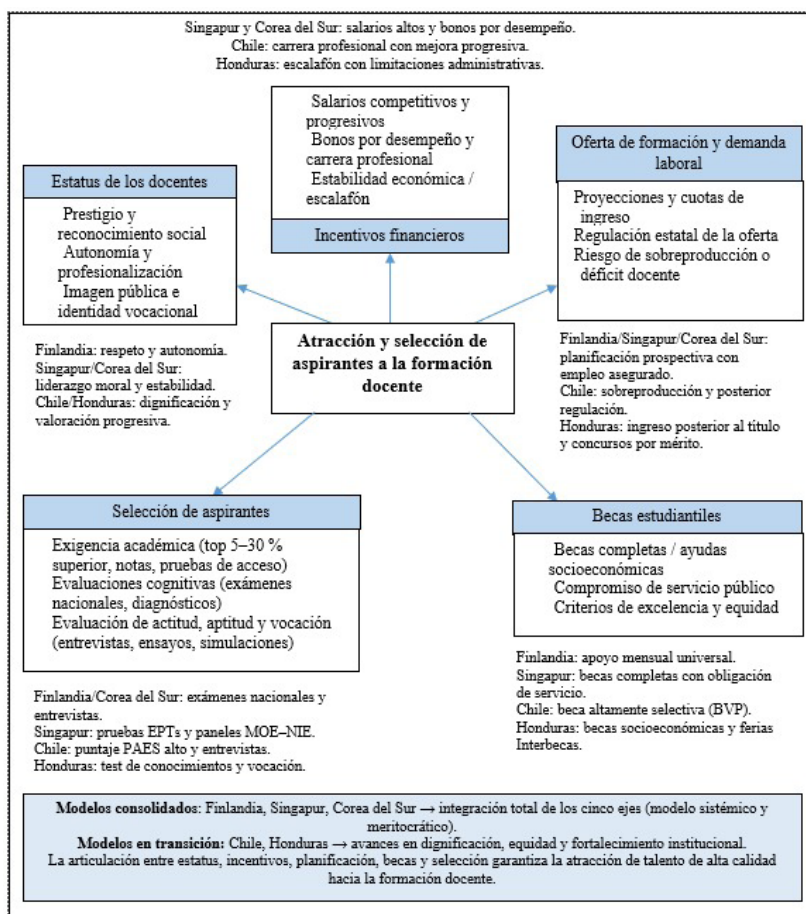 Singapur y Corea del Sur: salarios altos y bonos por desempeño.
Chile: carrera profesional con mejora progresiva.
Honduras: escalafón con limitaciones administrativas.
Salarios competitivos y
progresivos
Bonos por desempeño y
carrera profesional
Estabilidad económica /
escalafón
Incentivos financieros
Estatus de los docentes
Prestigio y
reconocimiento social
Autonomía y
profesionalización
Imagen pública e
identidad vocacional
Finlandia: respeto y autonomía.
Singapur/Corea del Sur:
liderazgo moral y estabilidad.
Chile/Honduras: dignificación y
valoración progresiva.
Oferta de formación y demanda
laboral
Proyecciones y cuotas de
ingreso
Regulación estatal de la oferta
Riesgo de sobreproducción o
déficit docente
Finlandia/Singapur/Corea del Sur:
planificación prospectiva con
empleo asegurado.
Chile: sobreproducción y posterior
regulación.
Honduras: ingreso posterior al título
y concursos por mérito.
Atracción y selección de
aspirantes a la formación
docente
Selección de aspirantes
Exigencia académica (top 5–30 %
superior, notas, pruebas de acceso)
Evaluaciones cognitivas (exámenes
nacionales, diagnósticos)
Evaluación de actitud, aptitud y vocación
(entrevistas, ensayos, simulaciones)
Finlandia/Corea del Sur: exámenes nacionales y
entrevistas.
Singapur: pruebas EPTs y paneles MOE–NIE.
Chile: puntaje PAES alto y entrevistas.
Honduras: test de conocimientos y vocación.
Becas estudiantiles
Becas completas / ayudas
socioeconómicas
Compromiso de servicio público
Criterios de excelencia y equidad
Finlandia: apoyo mensual universal.
Singapur: becas completas con obligación
de servicio.
Chile: beca altamente selectiva (BVP).
Honduras: becas socioeconómicas y ferias
Interbecas.
Modelos consolidados: Finlandia, Singapur, Corea del Sur → integración total de los cinco ejes (modelo sistémico y
meritocrático).
Modelos en transición: Chile, Honduras → avances en dignificación, equidad y fortalecimiento institucional.
La articulación entre estatus, incentivos, planificación, becas y selección garantiza la atracción de talento de alta calidad
hacia la formación docente.